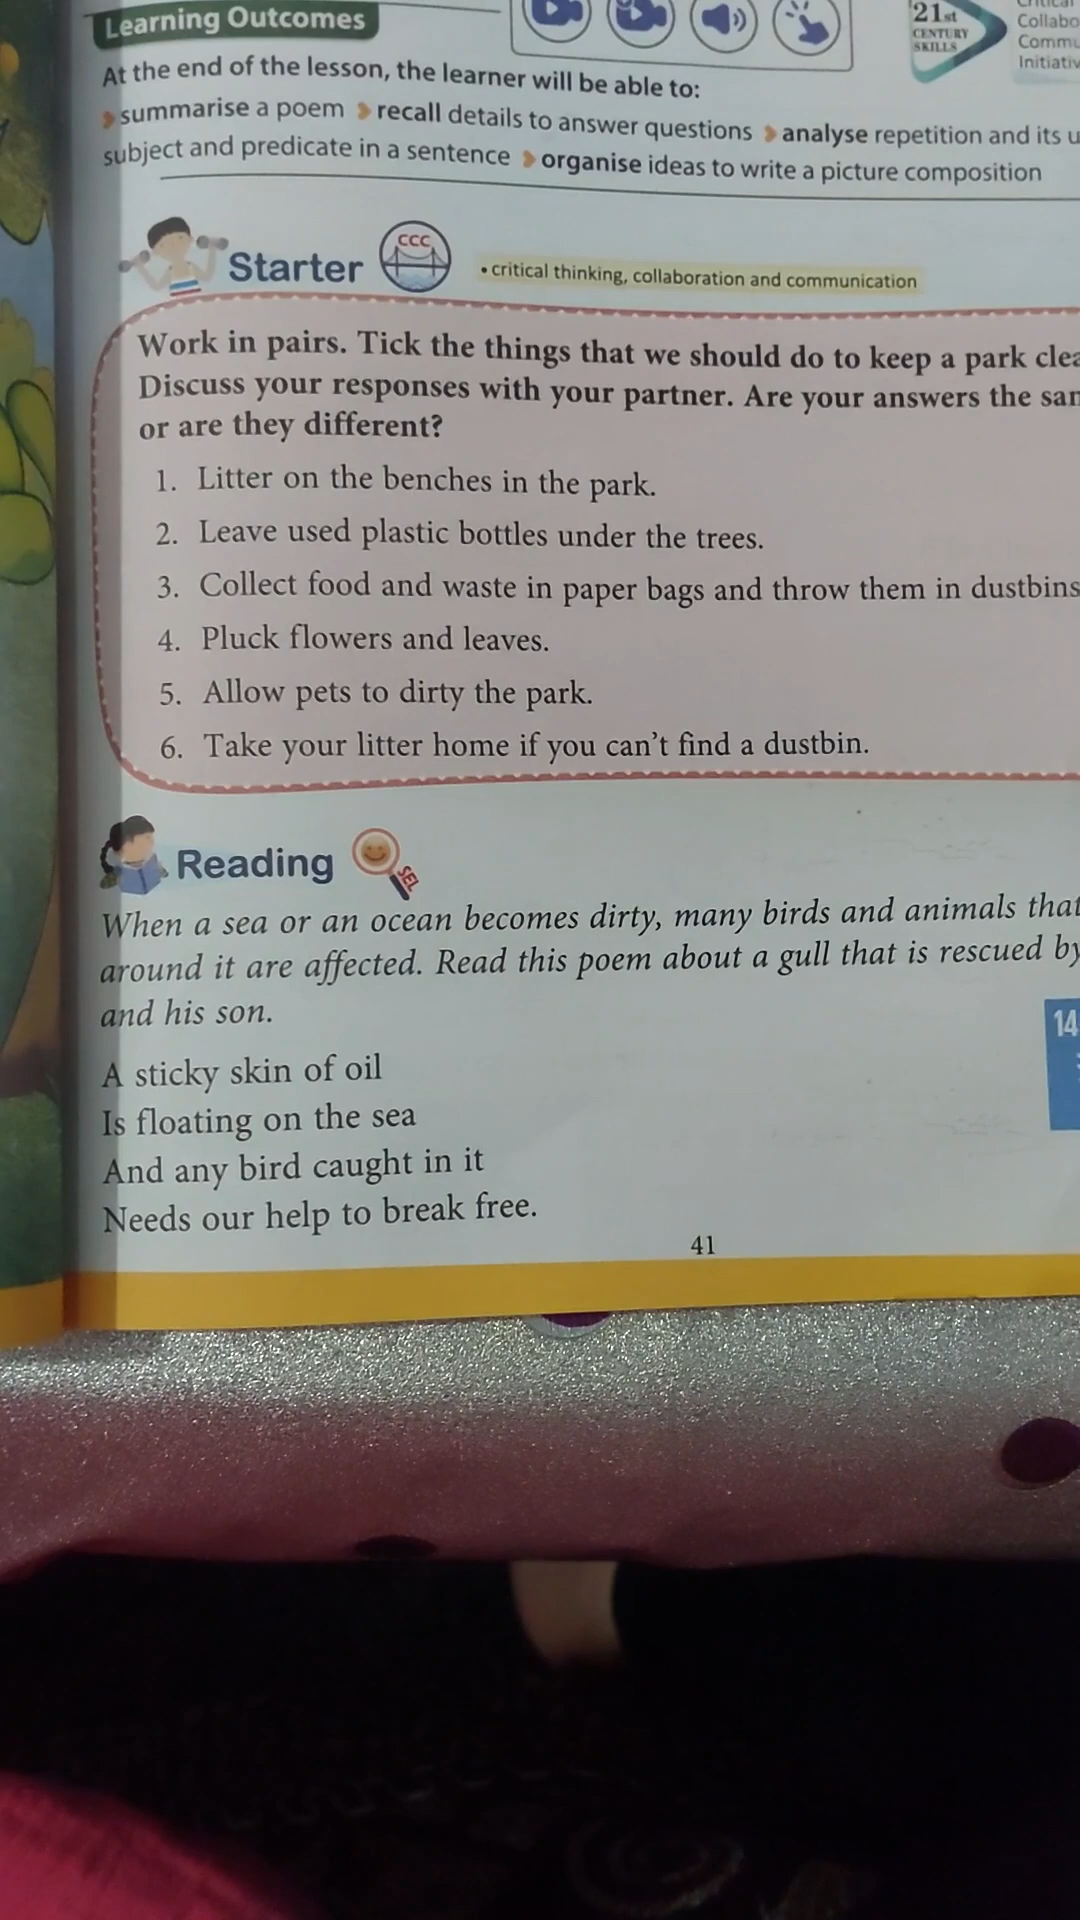 Learning Outcomes
21st
CENTURY
SKILLS
Critical
Collabo
Commu
Initiativ
At the end of the lesson, the learner will be able to:
summarise a poem recall details to answer questions analyse repetition and its u
subject and predicate in a sentence organise ideas to write a picture composition
Starter
CCC
• critical thinking, collaboration and communication
Work in pairs. Tick the things that we should do to keep a park clea
Discuss your responses with your partner. Are your answers the sam
or are they different?
1. Litter on the benches in the park.
2. Leave used plastic bottles under the trees.
3. Collect food and waste in paper bags and throw them in dustbins
4. Pluck flowers and leaves.
5. Allow pets to dirty the park.
6. Take your litter home if you can't find a dustbin.
Reading
SEL
When a sea or an ocean becomes dirty, many birds and animals that
around it are affected. Read this poem about a gull that is rescued by
and his son.
14
A sticky skin of oil
Is floating on the sea
And any bird caught in it
Needs our help to break free.
41